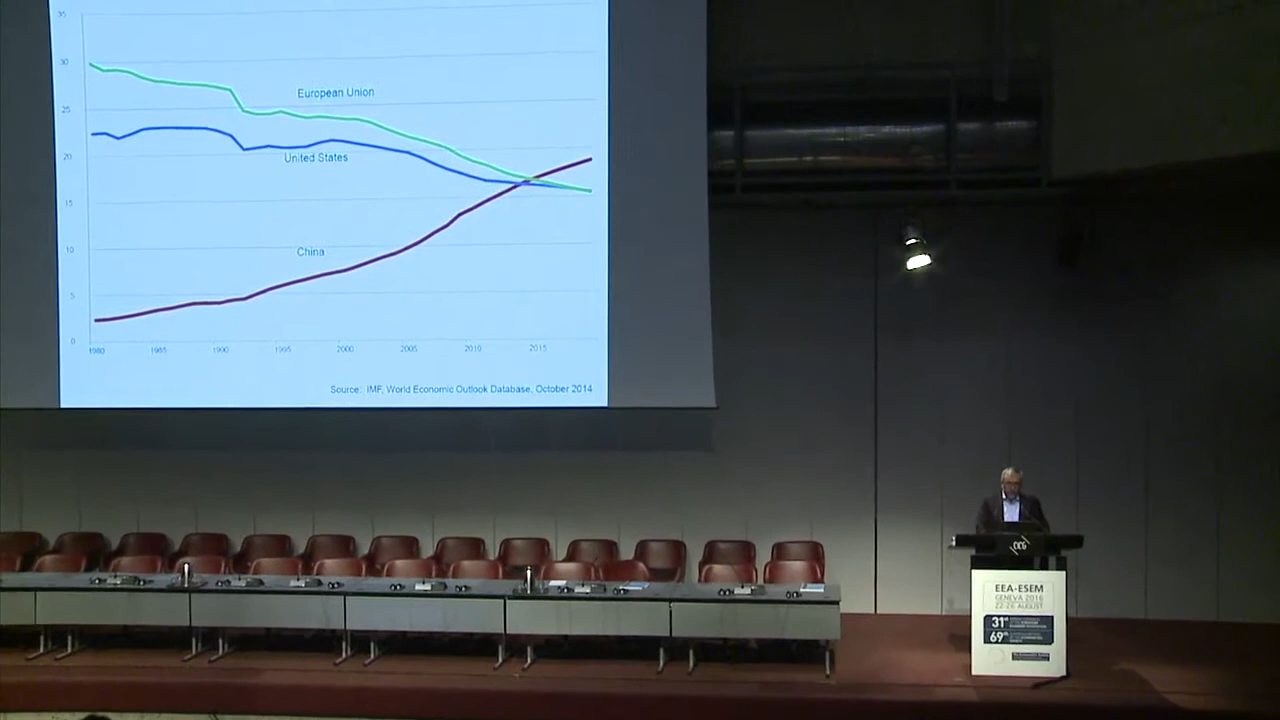 35
30
European Union
25
20
United States
15
China
10
5
0
1980 1985 1990 1995 2000 2005 2010 2015
Source: IMF, World Economic Outlook Database, October 2014
CICG
EEA-ESEM
GENEVA 2016
22-26 AUGUST
31st
69th